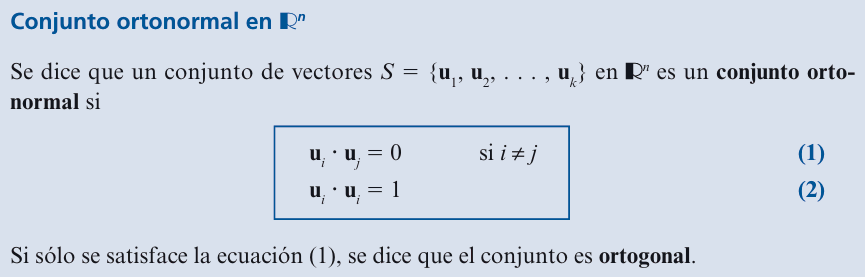 Conjunto ortonormal en ℝⁿ
Se dice que un conjunto de vectores S = {u₁, u₂, . . . , uₖ} en ℝⁿ es un conjunto orto-
normal si
uᵢ · uⱼ = 0 si i ≠ j (1)
uᵢ · uᵢ = 1 (2)
Si sólo se satisface la ecuación (1), se dice que el conjunto es ortogonal.